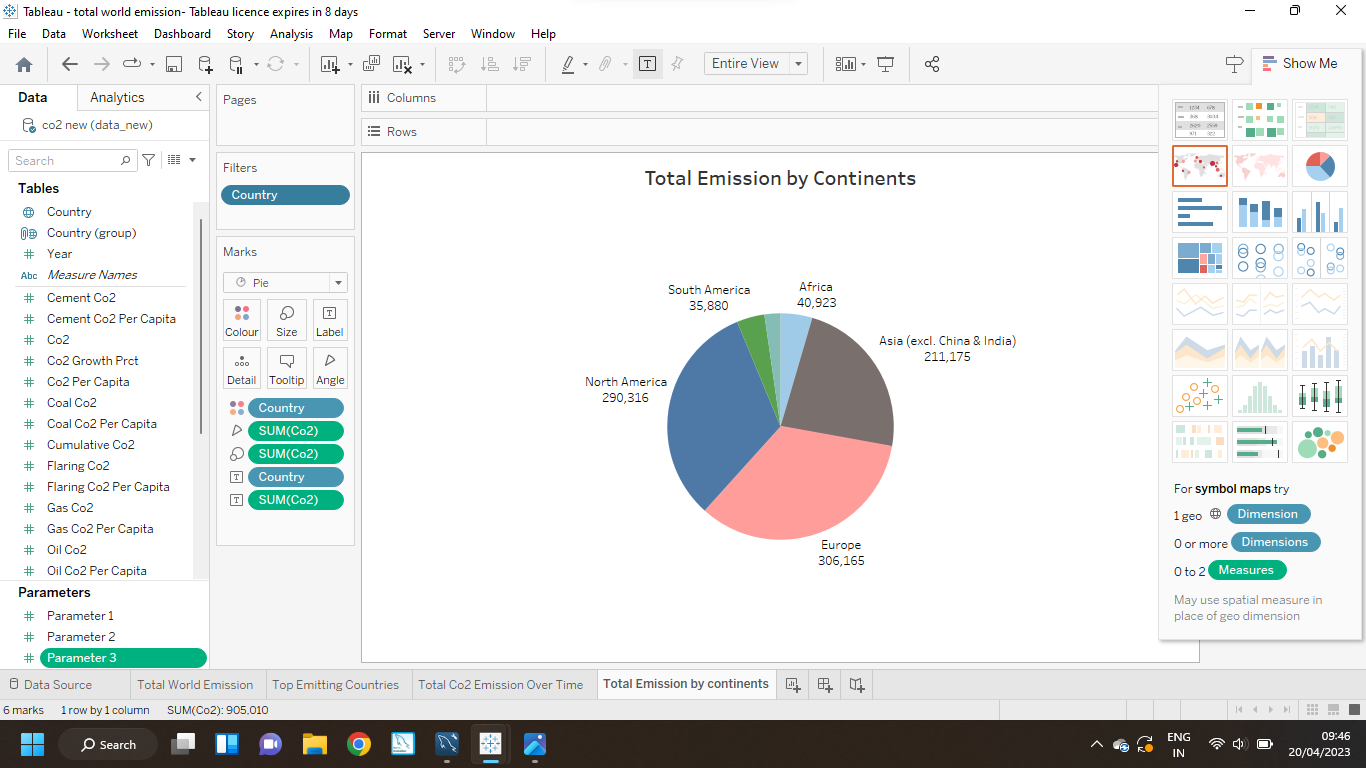 Tableau - total world emission- Tableau licence expires in 8 days
File Data Worksheet Dashboard Story Analysis Map Format Server Window Help
Entire View
Show Me
Data Analytics
co2 new (data_new)
Search
Tables
Country
Country (group)
Year
Abc Measure Names
Cement Co2
Cement Co2 Per Capita
Co2
Co2 Growth Prct
Co2 Per Capita
Coal Co2
Coal Co2 Per Capita
Cumulative Co2
Flaring Co2
Flaring Co2 Per Capita
Gas Co2
Gas Co2 Per Capita
Oil Co2
Oil Co2 Per Capita
Parameters
Parameter 1
Parameter 2
Parameter 3
Pages
Filters
Country
Marks
Pie
Colour Size Label
Detail Tooltip Angle
Country
SUM(Co2)
SUM(Co2)
Country
SUM(Co2)
Columns
Rows
Total Emission by Continents
South America
35,880
Africa
40,923
Asia (excl. China & India)
211,175
North America
290,316
Europe
306,165
For symbol maps try
1 geo Dimension
0 or more Dimensions
0 to 2 Measures
May use spatial measure in
place of geo dimension
Data Source Total World Emission Top Emitting Countries Total Co2 Emission Over Time Total Emission by continents
6 marks 1 row by 1 column SUM(Co2): 905,010
Search
ENG
IN
09:46
20/04/2023